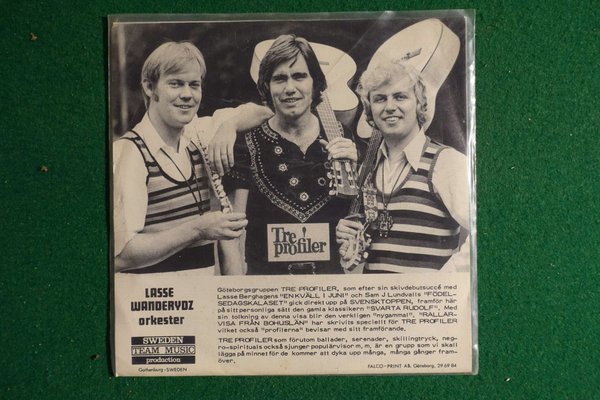 Tre
profiler
LASSE
WANDERYDZ
orkester
SWEDEN
TEAM MUSIC
production
Gothenburg-SWEDEN
Göteborgsgruppen TRE PROFILER, som efter sin skivdebutsuccé med
Lasse Berghagens "EN KVÄLL I JUNI" och Sam J. Lundvalls "FÖDEL-
SEDAGSKALASET" gick direkt upp på SVENSKTOPPEN, framför här
på sitt personliga sätt den gamla klassikern "SVARTA RUDOLF". Med
sin tolkning av denna visa blir den verkligen "nygammal". "RALLAR-
VISA FRÅN BOHUSLÄN" har skrivits speciellt för TRE PROFILER
vilket också "profilerna" bevisar med sitt framförande.
TRE PROFILER som förutom ballader, serenader, skillingtryck, neg-
ro-spirituals också sjunger populärvisor m, m, är en grupp som vi skall
lägga på minnet för de kommer att dyka upp många, många gånger fram-
över.
FALCO-PRINT AB, Göteborg, 29 69 84